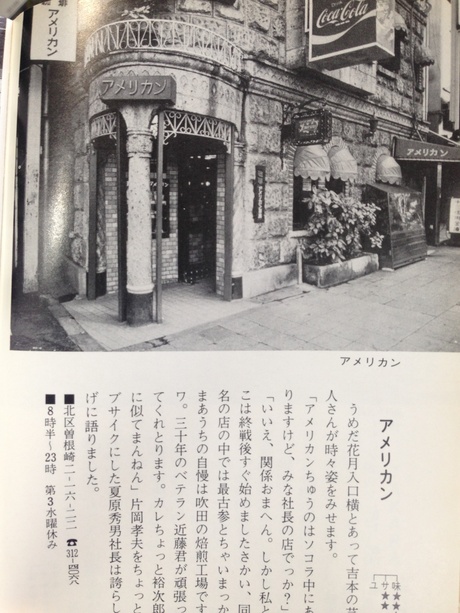 アメリカン
アメリカン
Coca-Cola
アメリカン
アメリカン
アメリカン
味★★
サ★★
ユ★
うめだ花月入口横とあって吉本の芸
人さんが時々姿をみせます。
「アメリカンちゅうのはソコラ中にあ
りますけど、みな社長の店でっか?」
「いいえ、関係おまへん。しかし私と
こは終戦後すぐ始めましたさかい、同
名の店の中では最古参とちゃいまっか
まあうちの自慢は吹田の焙煎工場です
ワ。三十年のベテラン近藤君が頑張っ
てくれとります。カレちょっと裕次郎
に似てまんねん」片岡孝夫をちょっと
ブサイクにした夏原秀男社長は誇らし
げに語りました。
■北区曽根崎二-一六-二二 ☎312
■8時半〜23時 第3水曜休み